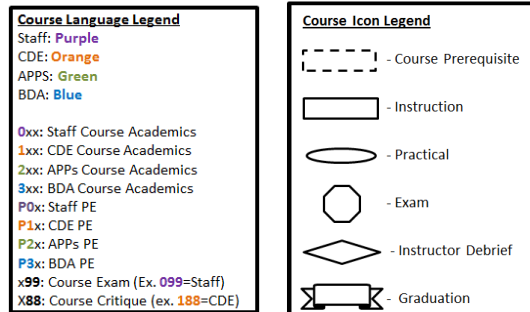 Course Language Legend
Staff: Purple
CDE: Orange
APPS: Green
BDA: Blue
0xx: Staff Course Academics
1xx: CDE Course Academics
2xx: APPs Course Academics
3xx: BDA Course Academics
P0x: Staff PE
P1x: CDE PE
P2x: APPs PE
P3x: BDA PE
x99: Course Exam (Ex. 099=Staff)
X88: Course Critique (ex. 188=CDE)
Course Icon Legend
- Course Prerequisite
- Instruction
- Practical
- Exam
- Instructor Debrief
- Graduation